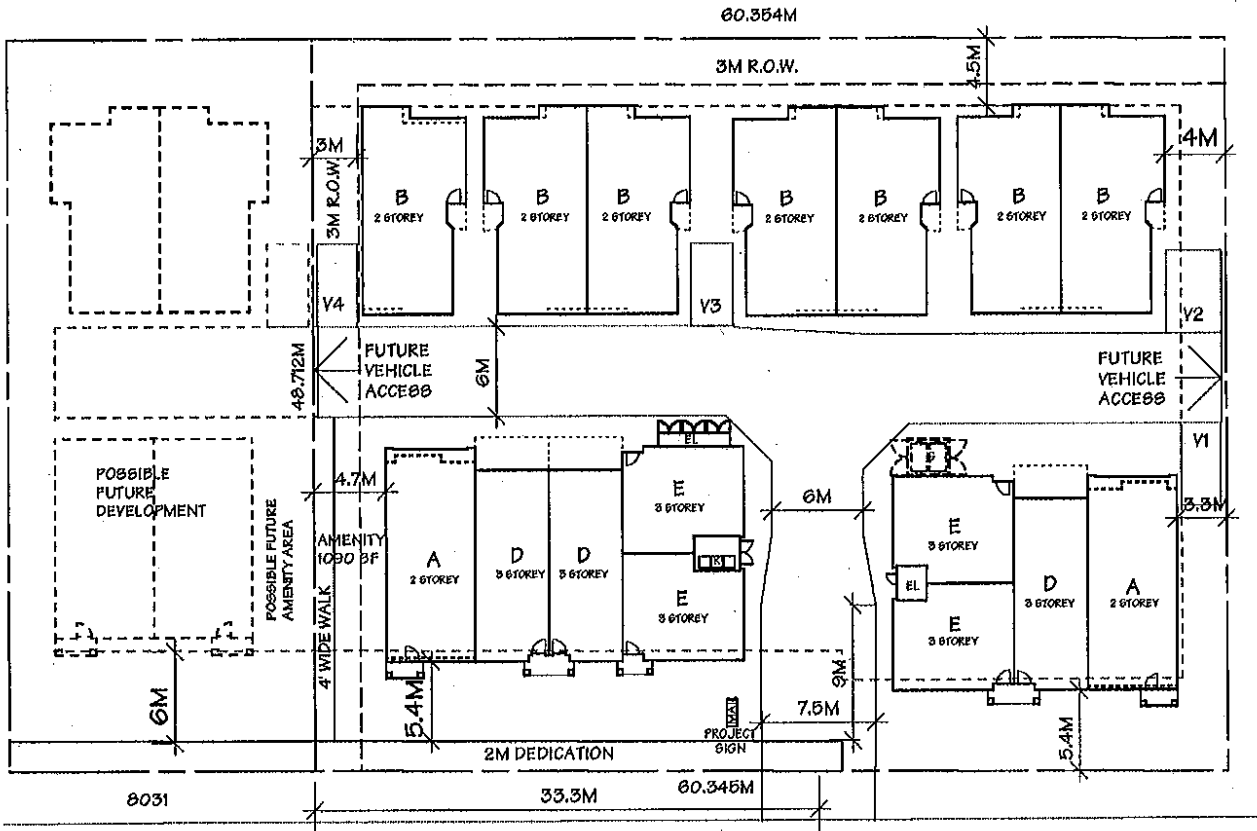 60.354M
4.5M
3M R.O.W.
3M
4M
3M R.O.W.
B
2 STOREY
B
2 STOREY
B
2 STOREY
B
2 STOREY
B
2 STOREY
B
2 STOREY
B
2 STOREY
V4
V3
V2
48.712M
FUTURE
VEHICLE
ACCESS
6M
FUTURE
VEHICLE
ACCESS
V1
POSSIBLE
FUTURE
DEVELOPMENT
POSSIBLE FUTURE
AMENITY AREA
4.7M
AMENITY
1090 SF
4' WIDE WALK
EL
A
2 STOREY
D
3 STOREY
D
3 STOREY
E
3 STOREY
E
3 STOREY
6M
E
3 STOREY
E
3 STOREY
EL
D
3 STOREY
A
2 STOREY
3.3M
6M
5.4M
9M
7.5M
MAIL
PROJECT
SIGN
5.4M
2M DEDICATION
8031
33.3M
60.345M